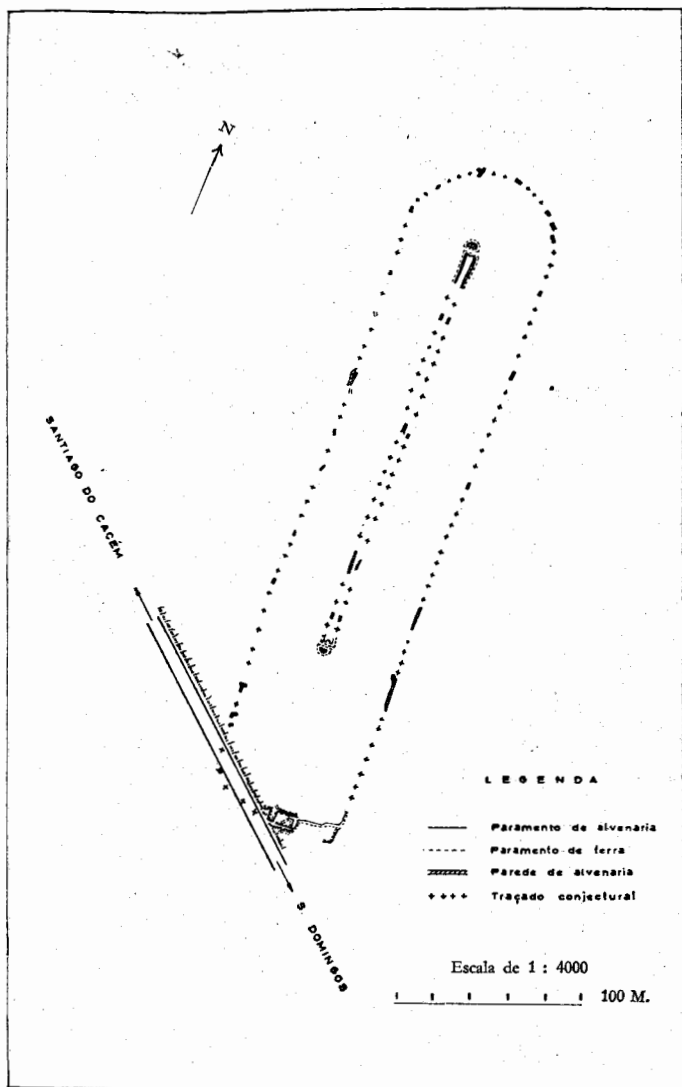 N
SANTIAGO DO CACÉM
S. DOMINGOS
LEGENDA
Paramento de alvenaria
Paramento de terra
Parede de alvenaria
Traçado conjectural
Escala de 1 : 4000
100 M.